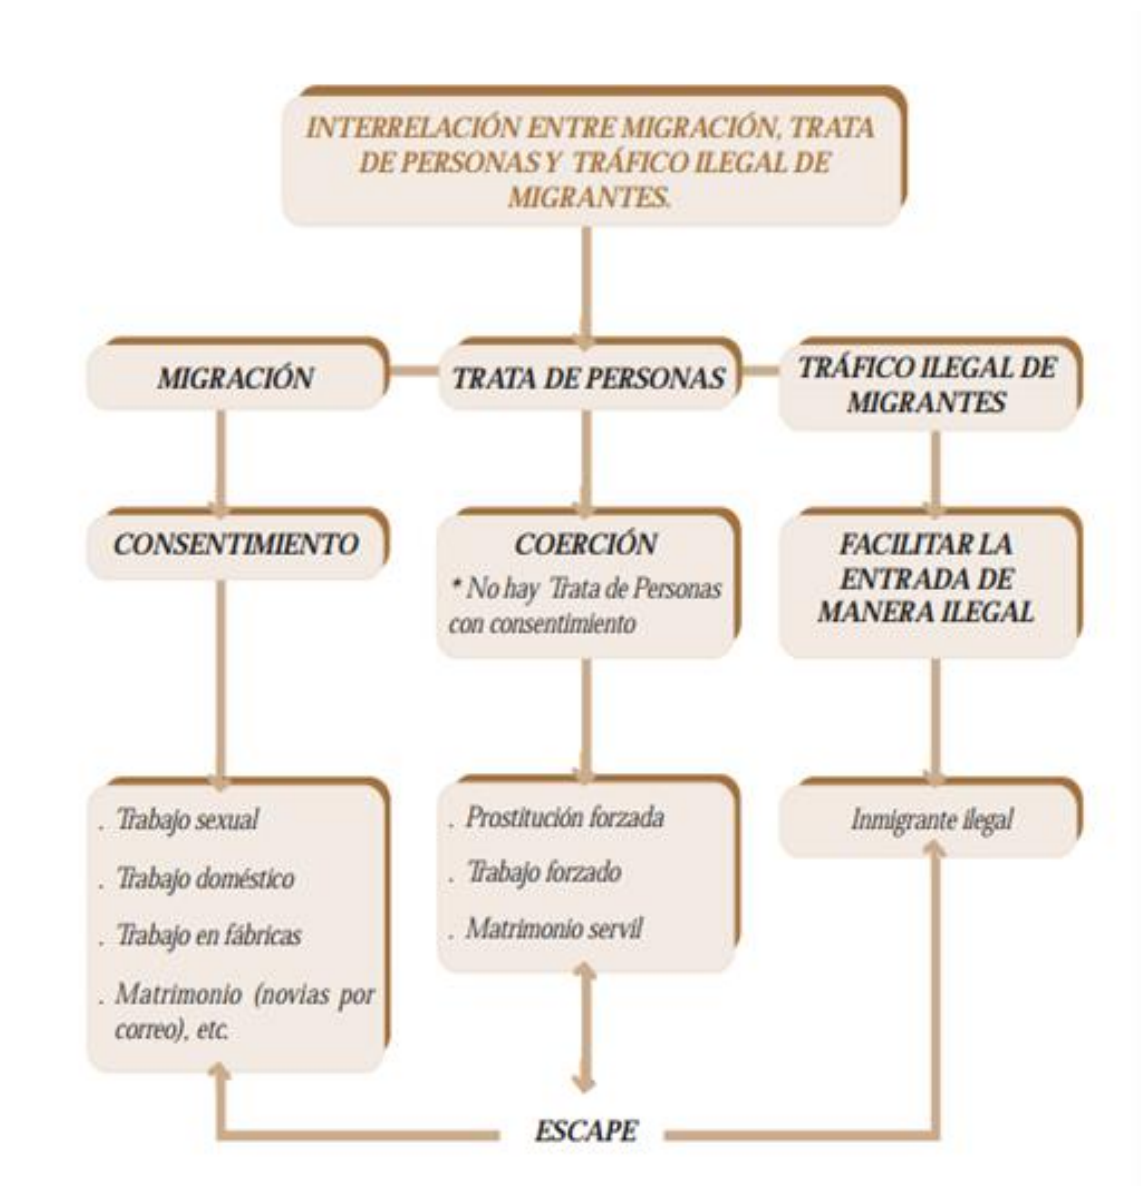 INTERRELACIÓN ENTRE MIGRACIÓN, TRATA
DE PERSONAS Y TRÁFICO ILEGAL DE
MIGRANTES.
MIGRACIÓN
TRATA DE PERSONAS
TRÁFICO ILEGAL DE
MIGRANTES
CONSENTIMIENTO
COERCIÓN
* No hay Trata de Personas
con consentimiento
FACILITAR LA
ENTRADA DE
MANERA ILEGAL
. Trabajo sexual
. Trabajo doméstico
. Trabajo en fábricas
. Matrimonio (novias por
correo), etc.
. Prostitución forzada
. Trabajo forzado
. Matrimonio servil
Inmigrante ilegal
ESCAPE